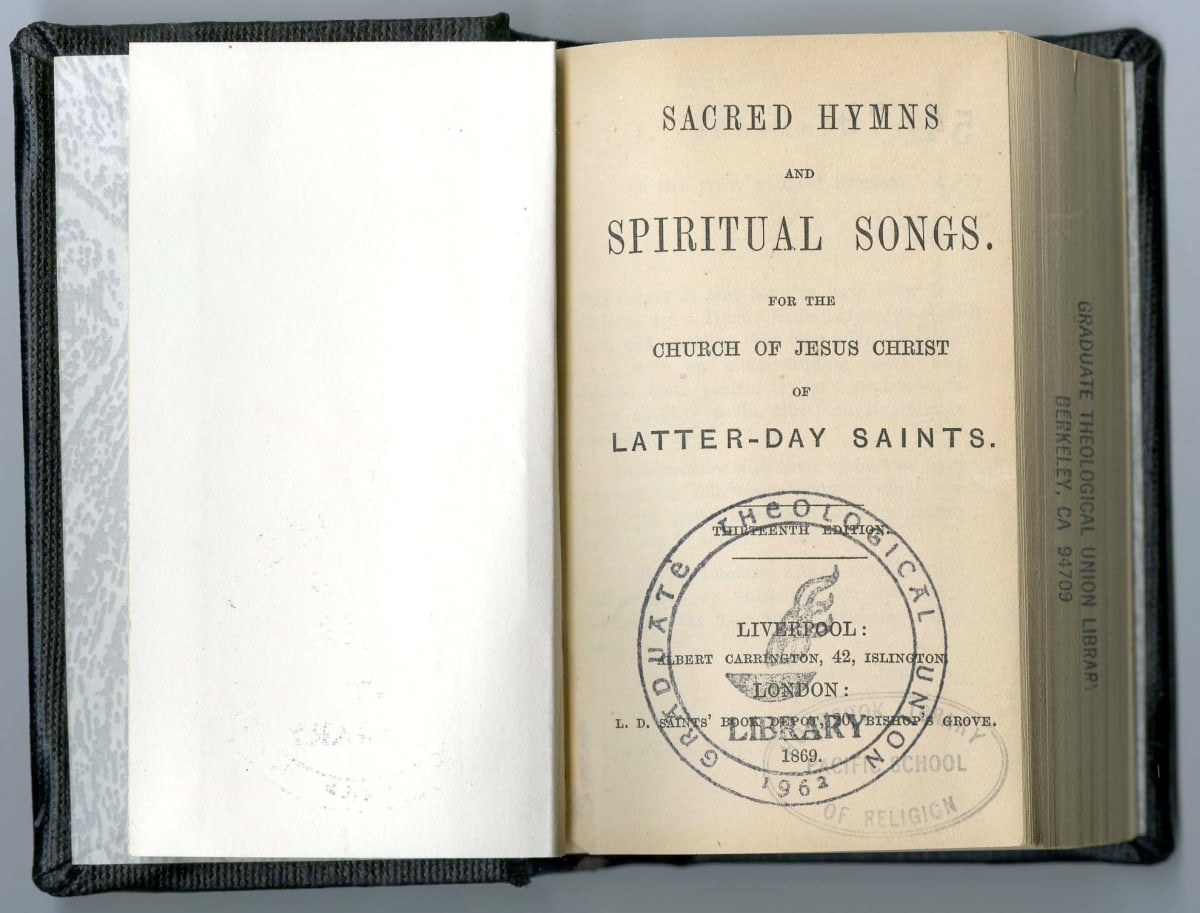 SACRED HYMNS
AND
SPIRITUAL SONGS.
FOR THE
CHURCH OF JESUS CHRIST
OF
LATTER-DAY SAINTS.
THIRTEENTH EDITION.
LIVERPOOL:
ALBERT CARRINGTON, 42, ISLINGTON.
LONDON:
L. D. SAINTS' BOOK DEPOT, 20, BISHOP'S GROVE.
1869.
GRADUATE THEOLOGICAL UNION
LIBRARY
1962
LIBRARY
PACIFIC SCHOOL
OF RELIGION
GRADUATE THEOLOGICAL UNION LIBRARY
BERKELEY, CA 94709